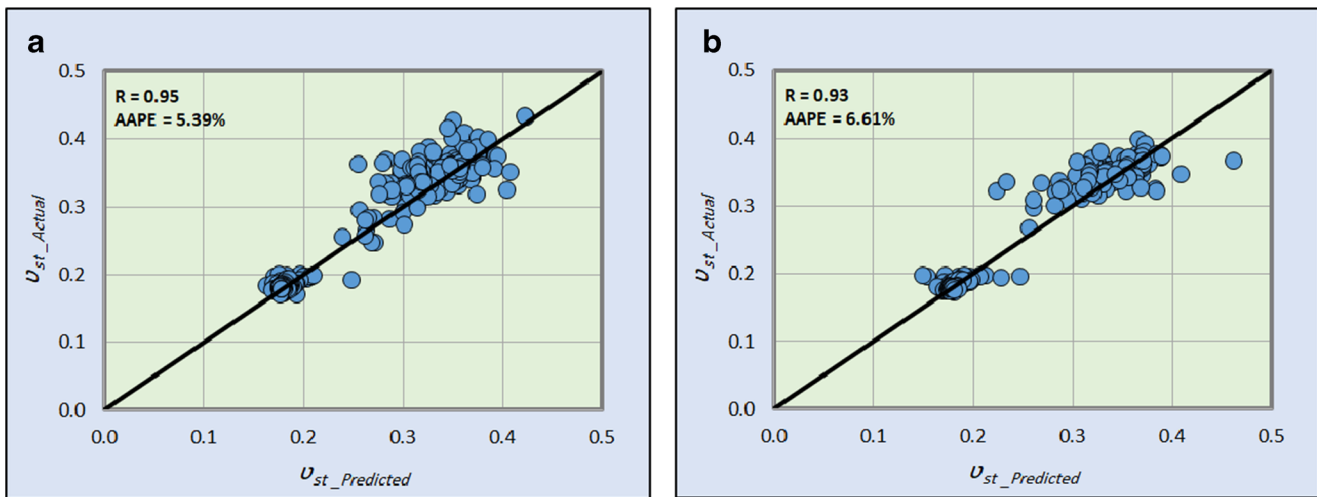 a
R = 0.95
AAPE = 5.39%
0.5
0.4
0.3
0.2
0.1
0.0
0.0 0.1 0.2 0.3 0.4 0.5
υst _Actual
υst _Predicted
b
R = 0.93
AAPE = 6.61%
0.5
0.4
0.3
0.2
0.1
0.0
0.0 0.1 0.2 0.3 0.4 0.5
υst _Actual
υst _Predicted